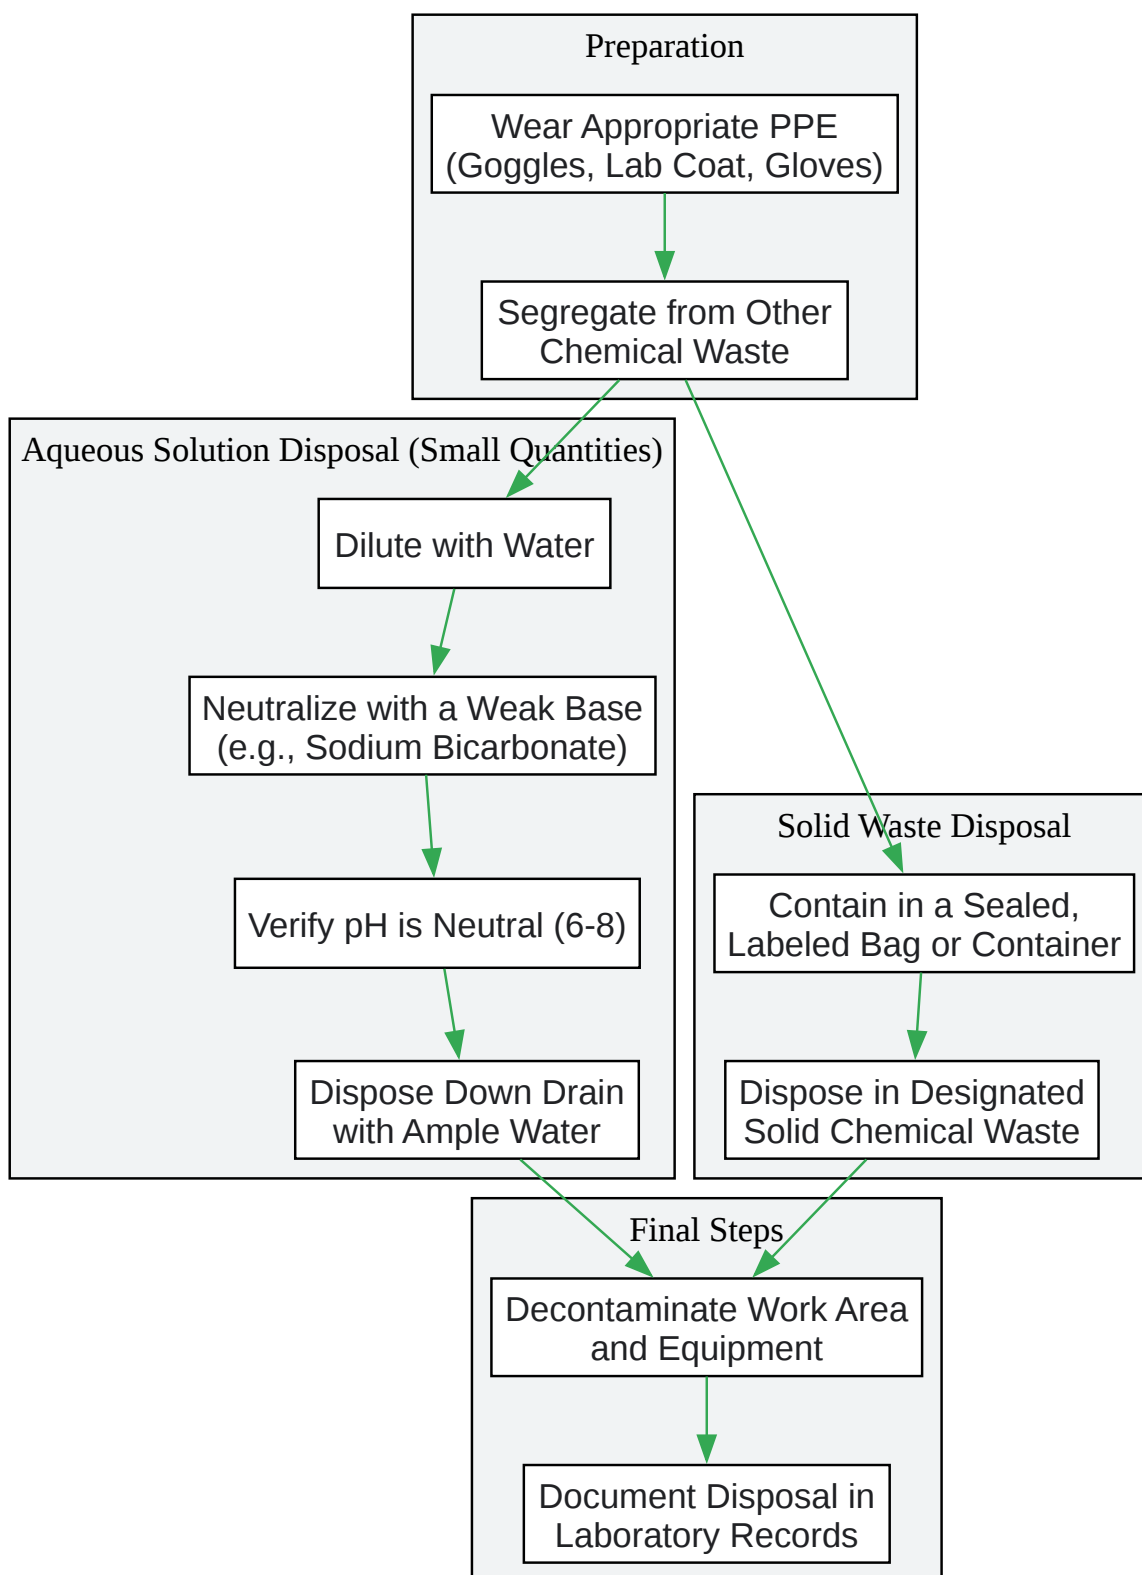 Preparation
Wear Appropriate PPE
(Goggles, Lab Coat, Gloves)
Segregate from Other
Chemical Waste
Aqueous Solution Disposal (Small Quantities)
Dilute with Water
Neutralize with a Weak Base
(e.g., Sodium Bicarbonate)
Verify pH is Neutral (6-8)
Dispose Down Drain
with Ample Water
Solid Waste Disposal
Contain in a Sealed,
Labeled Bag or Container
Dispose in Designated
Solid Chemical Waste
Final Steps
Decontaminate Work Area
and Equipment
Document Disposal in
Laboratory Records